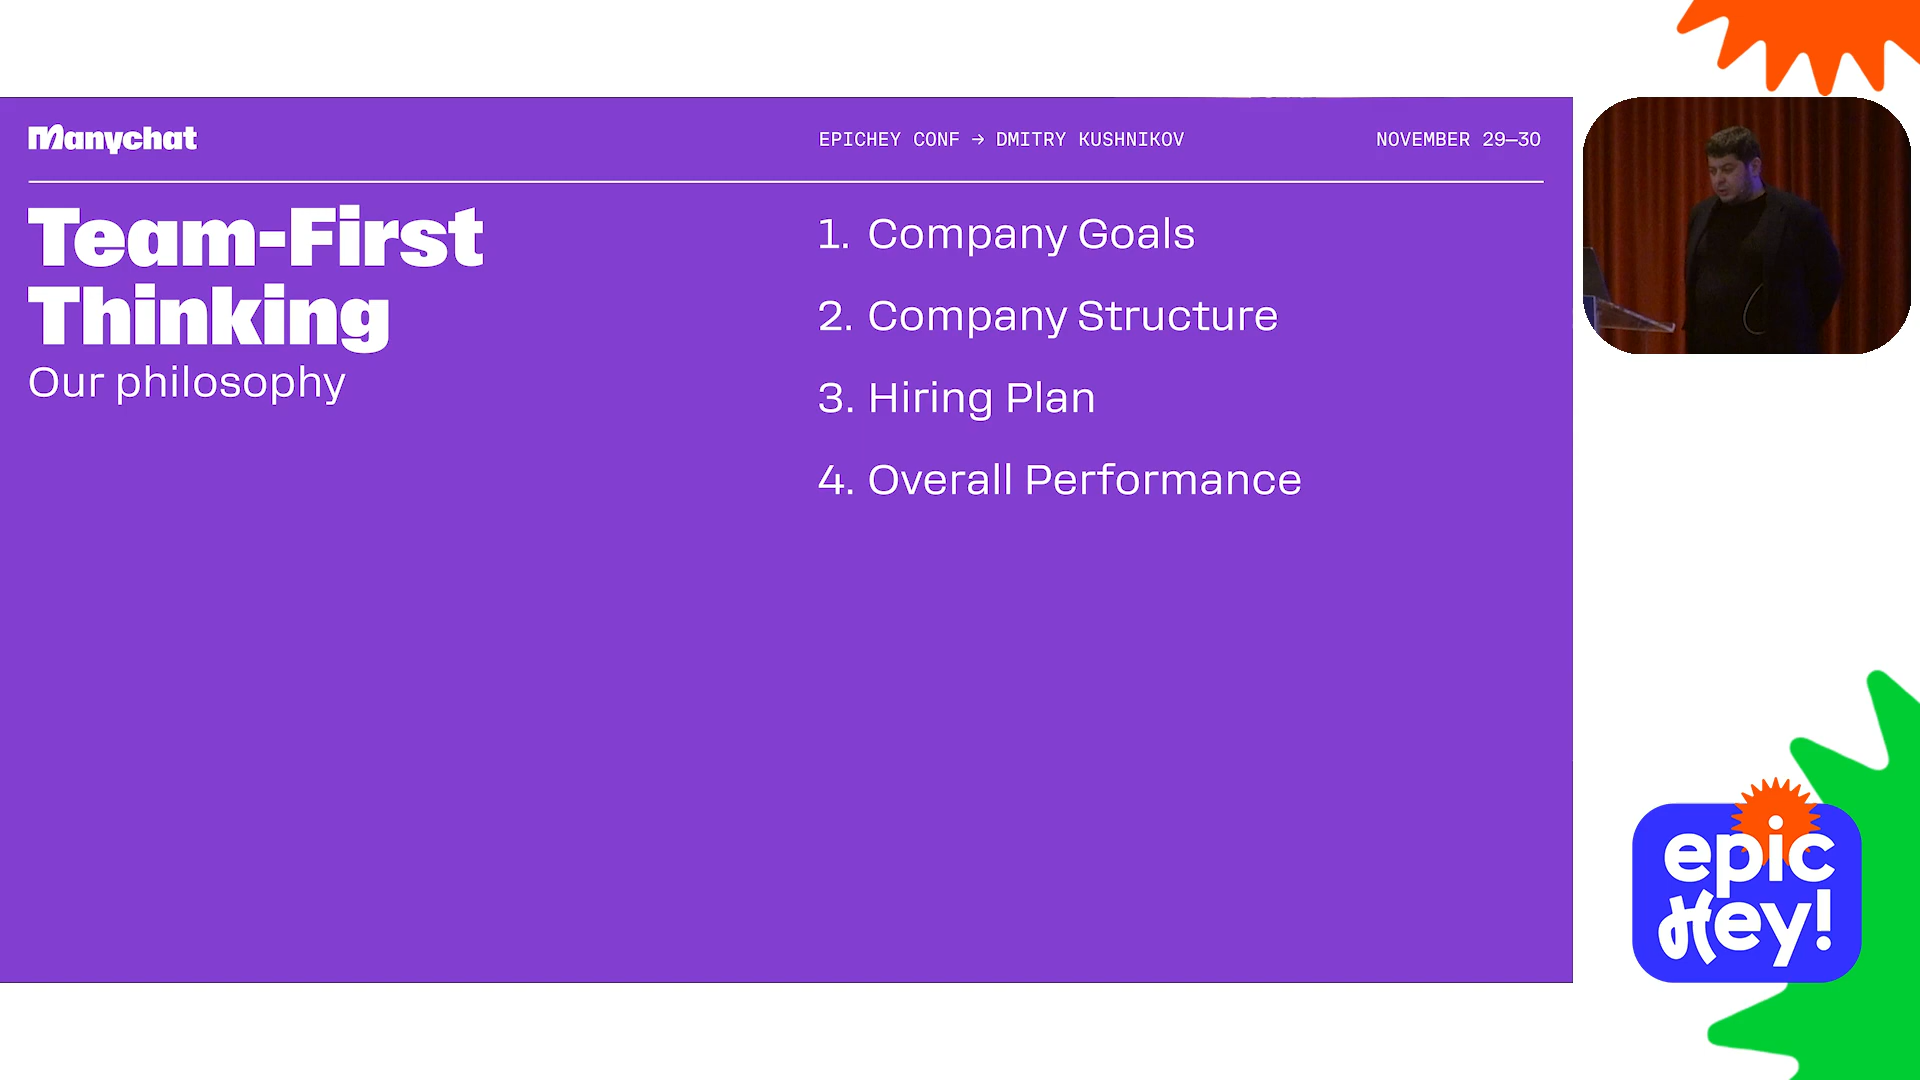 Manychat
EPICHEY CONF → DMITRY KUSHNIKOV
NOVEMBER 29—30
Team-First
Thinking
Our philosophy
1. Company Goals
2. Company Structure
3. Hiring Plan
4. Overall Performance
epic
Hey!